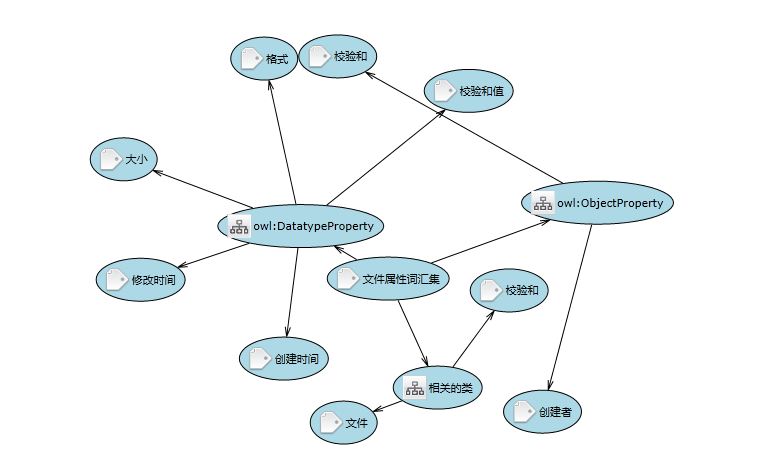 格式
校验和
校验和值
大小
owl:ObjectProperty
owl:DatatypeProperty
修改时间
文件属性词汇集
校验和
创建时间
相关的类
创建者
文件